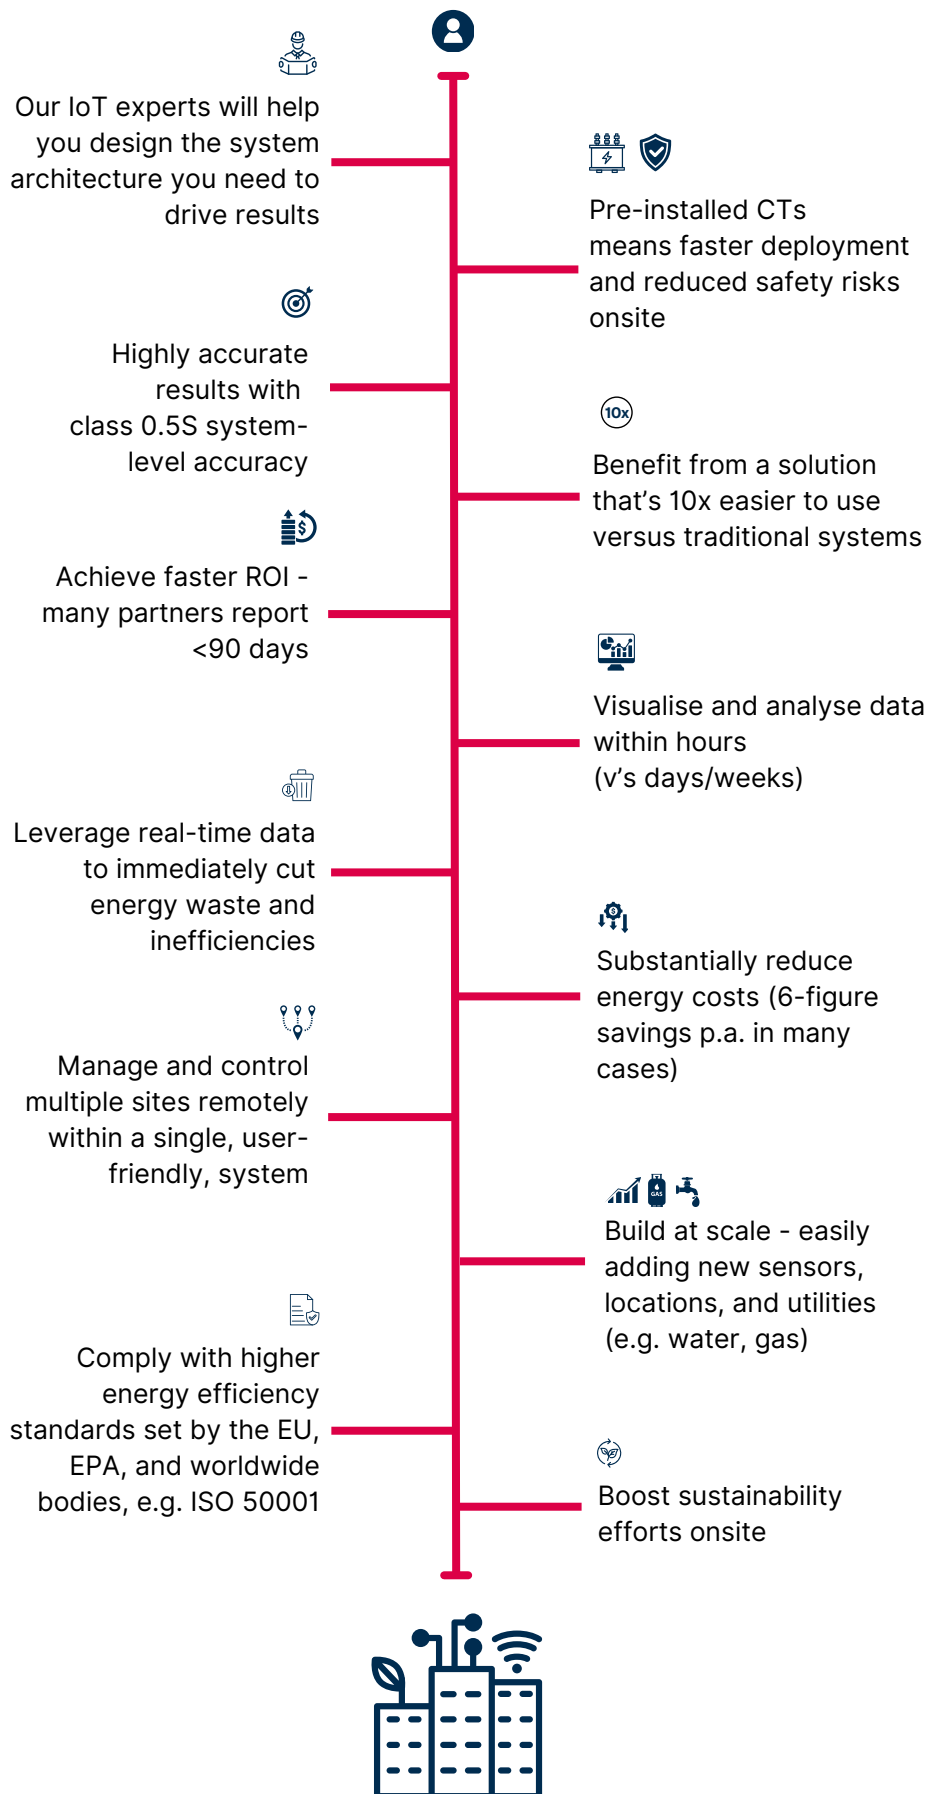 Our IoT experts will help
you design the system
architecture you need to
drive results
Pre-installed CTs
means faster deployment
and reduced safety risks
onsite
Highly accurate
results with
class 0.5S system-
level accuracy
10x
Benefit from a solution
that's 10x easier to use
versus traditional systems
$
Achieve faster ROI -
many partners report
<90 days
Visualise and analyse data
within hours
(v's days/weeks)
Leverage real-time data
to immediately cut
energy waste and
inefficiencies
$
Substantially reduce
energy costs (6-figure
savings p.a. in many
cases)
Manage and control
multiple sites remotely
within a single, user-
friendly, system
GAS
Build at scale - easily
adding new sensors,
locations, and utilities
(e.g. water, gas)
Comply with higher
energy efficiency
standards set by the EU,
EPA, and worldwide
bodies, e.g. ISO 50001
Boost sustainability
efforts onsite